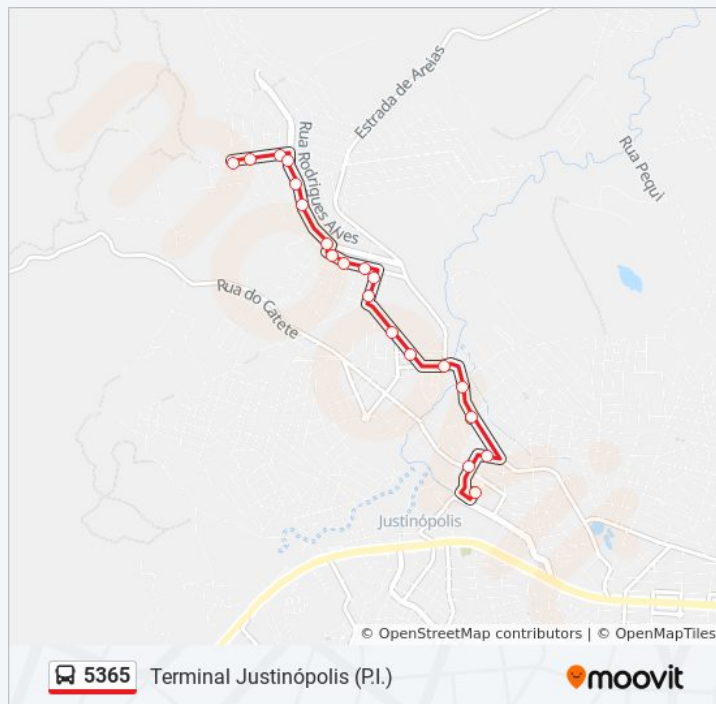 Estrada de Areias
Rua Rodrigues Alves
Rua Pequi
Rua do Catete
Justinópolis
© OpenStreetMap contributors | © OpenMapTiles
5365 Terminal Justinópolis (P.I.)
moovit